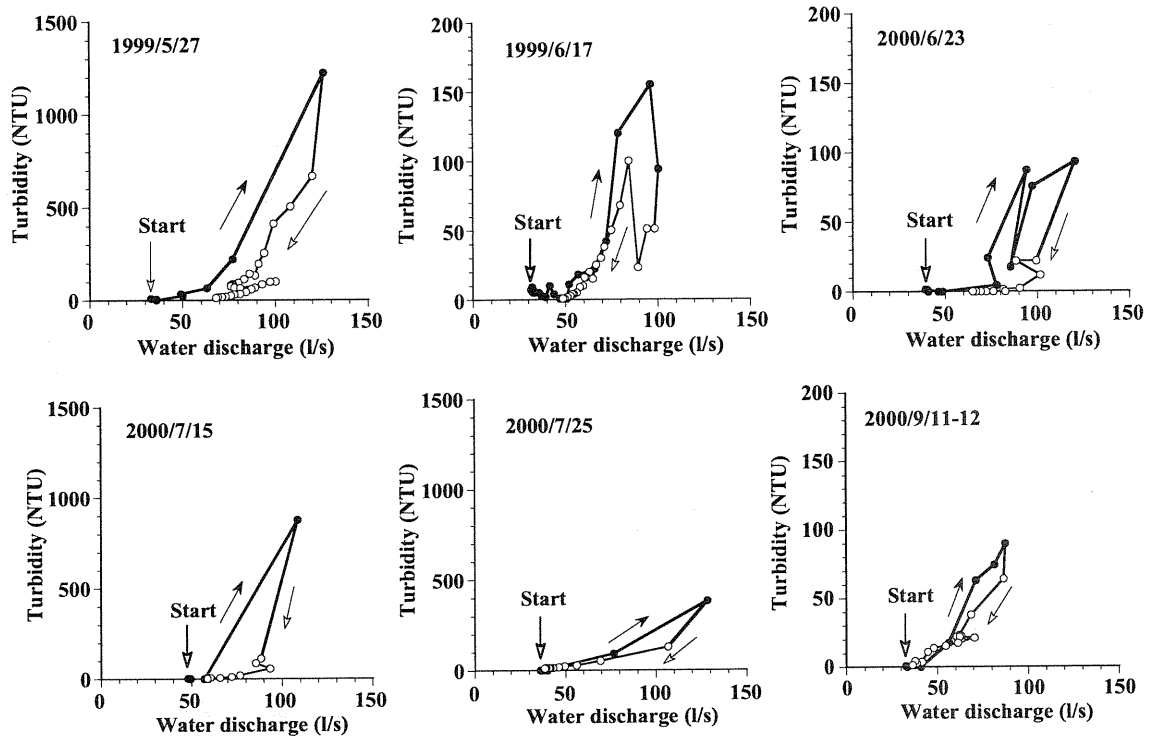 1999/5/27
Turbidity (NTU)
1500
1000
500
0
Start
0 50 100 150
Water discharge (l/s)
1999/6/17
Turbidity (NTU)
200
150
100
50
0
Start
0 50 100 150
Water discharge (l/s)
2000/6/23
Turbidity (NTU)
200
150
100
50
0
Start
0 50 100 150
Water discharge (l/s)
2000/7/15
Turbidity (NTU)
1500
1000
500
0
Start
0 50 100 150
Water discharge (l/s)
2000/7/25
Turbidity (NTU)
1500
1000
500
0
Start
0 50 100 150
Water discharge (l/s)
2000/9/11-12
Turbidity (NTU)
200
150
100
50
0
Start
0 50 100 150
Water discharge (l/s)